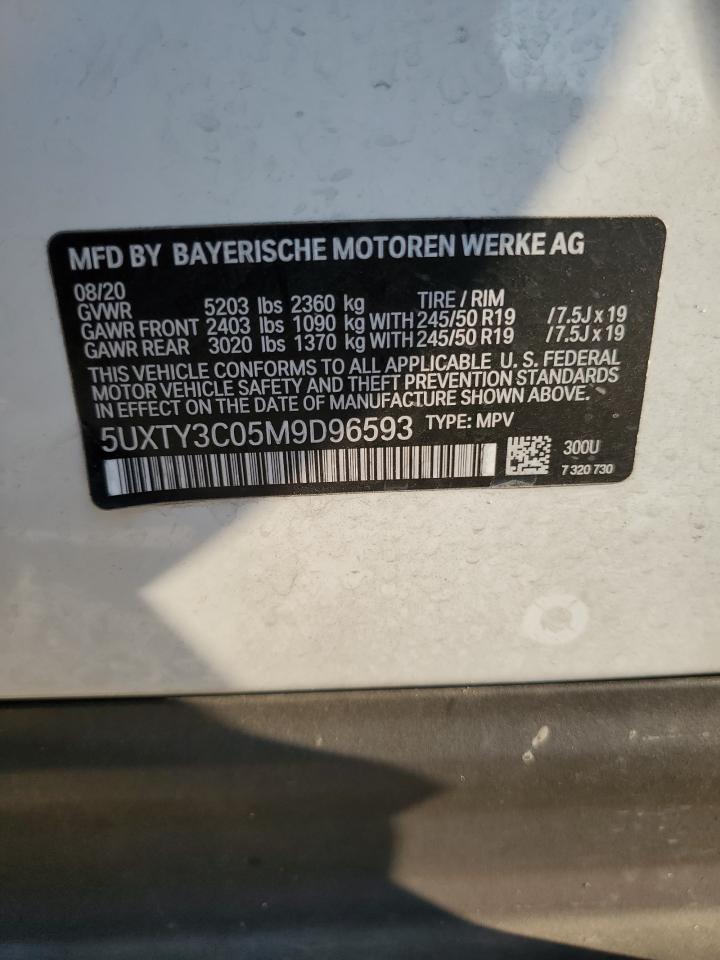 MFD BY BAYERISCHE MOTOREN WERKE AG
08/20
GVWR 5203 lbs 2360 kg TIRE / RIM
GAWR FRONT 2403 lbs 1090 kg WITH 245/50 R19 /7.5J x 19
GAWR REAR 3020 lbs 1370 kg WITH 245/50 R19 /7.5J x 19
THIS VEHICLE CONFORMS TO ALL APPLICABLE U. S. FEDERAL
MOTOR VEHICLE SAFETY AND THEFT PREVENTION STANDARDS
IN EFFECT ON THE DATE OF MANUFACTURE SHOWN ABOVE.
5UXTY3C05M9D96593 TYPE: MPV
300U
7 320 730